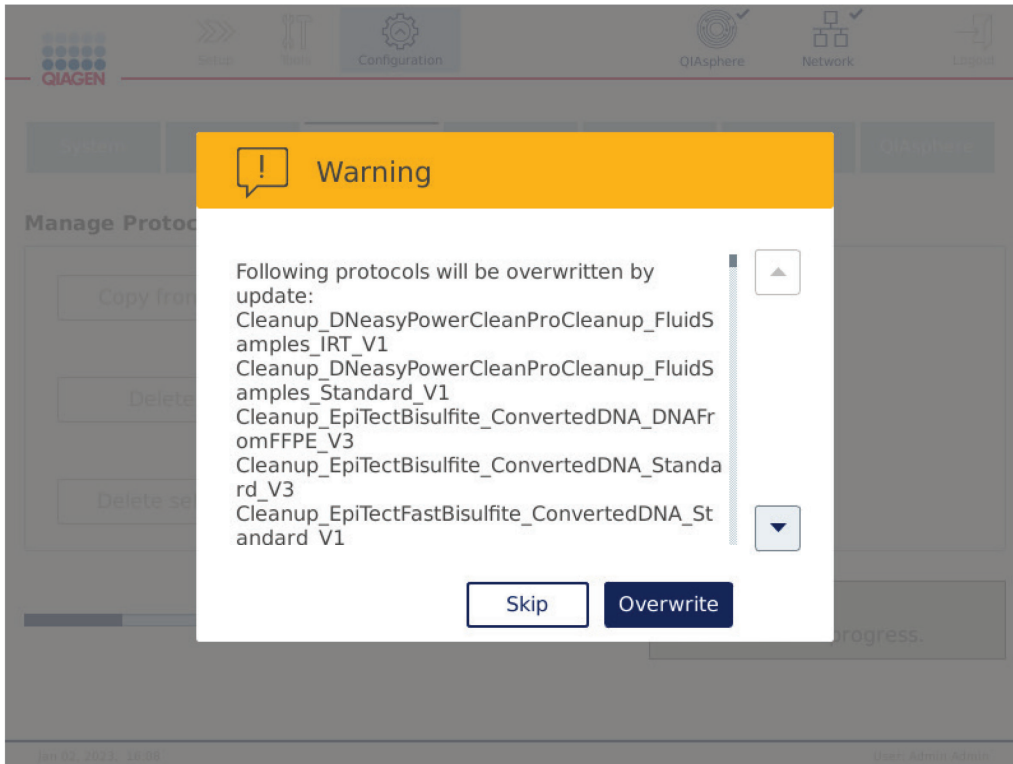 QIAGEN
Setup
Tools
Configuration
QIAsphere
Network
Logout
System
QIAsphere
Manage Protoc
Copy from
Delete
Delete sel
Warning
Following protocols will be overwritten by
update:
Cleanup_DNeasyPowerCleanProCleanup_FluidS
amples_IRT_V1
Cleanup_DNeasyPowerCleanProCleanup_FluidS
amples_Standard_V1
Cleanup_EpiTectBisulfite_ConvertedDNA_DNAFr
omFFPE_V3
Cleanup_EpiTectBisulfite_ConvertedDNA_Standa
rd_V3
Cleanup_EpiTectFastBisulfite_ConvertedDNA_St
andard_V1
Skip
Overwrite
progress.
Jan 02, 2023, 18:08
User: Admin Admin